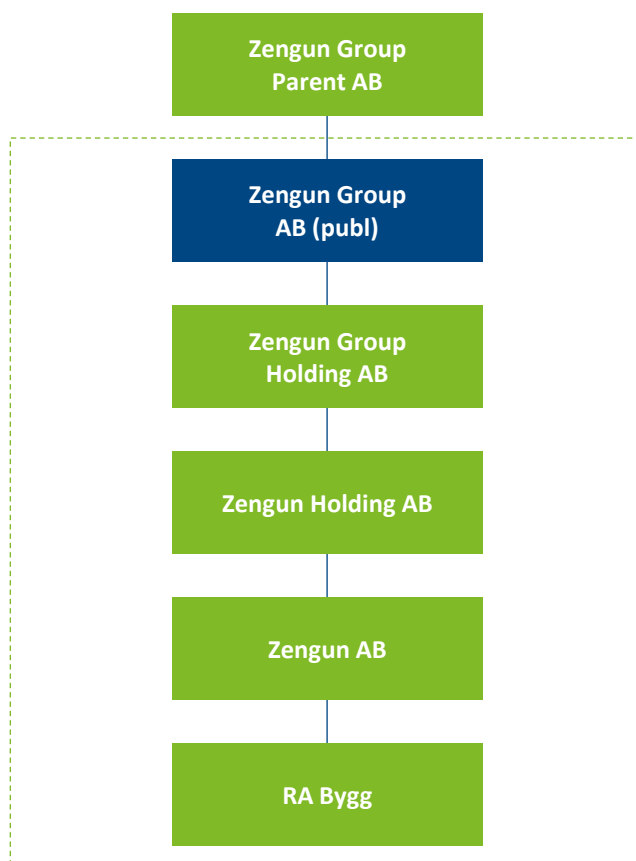 Zengun Group
Parent AB
Zengun Group
AB (publ)
Zengun Group
Holding AB
Zengun Holding AB
Zengun AB
RA Bygg